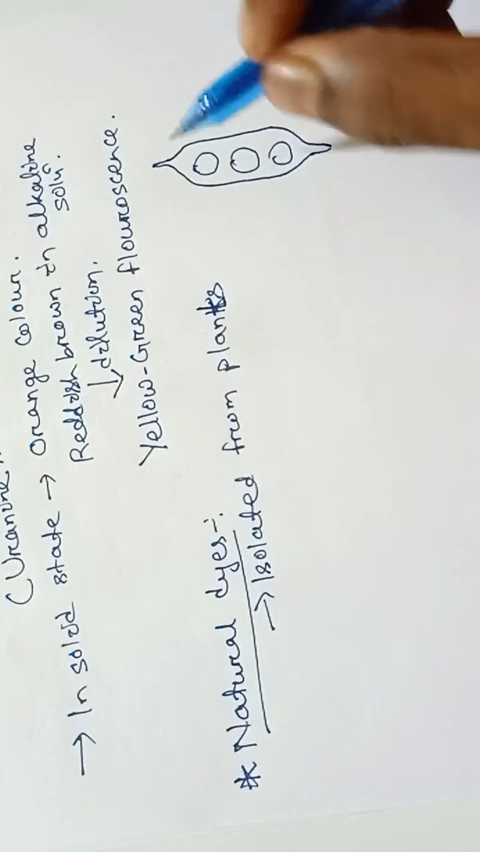 (Uranine)
→ In solid state → Orange colour.
Reddish brown in alkaline soln.
↓ dilution.
Yellow-Green flouroscence.
* Natural dyes-:
→ Isolated from plants